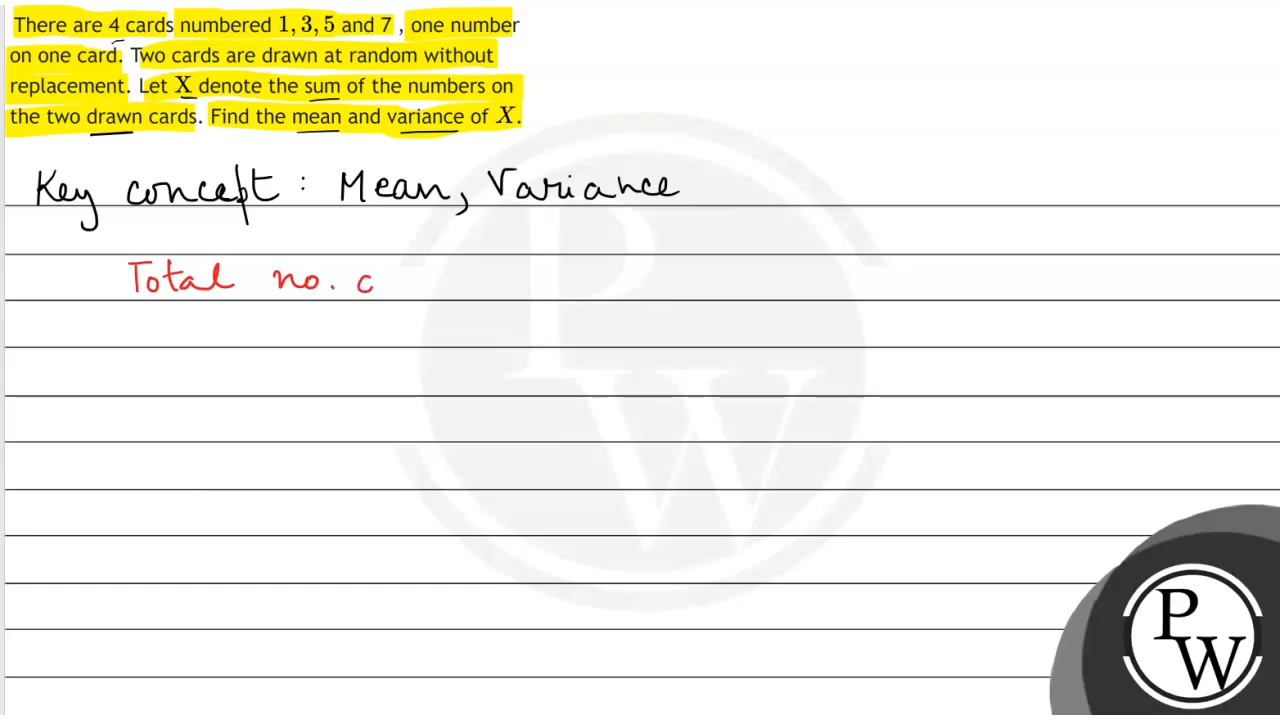 There are 4 cards numbered 1, 3, 5 and 7 , one number
on one card. Two cards are drawn at random without
replacement. Let X denote the sum of the numbers on
the two drawn cards. Find the mean and variance of X.
Key concept : Mean, Variance
Total no. c
P
W
P
W